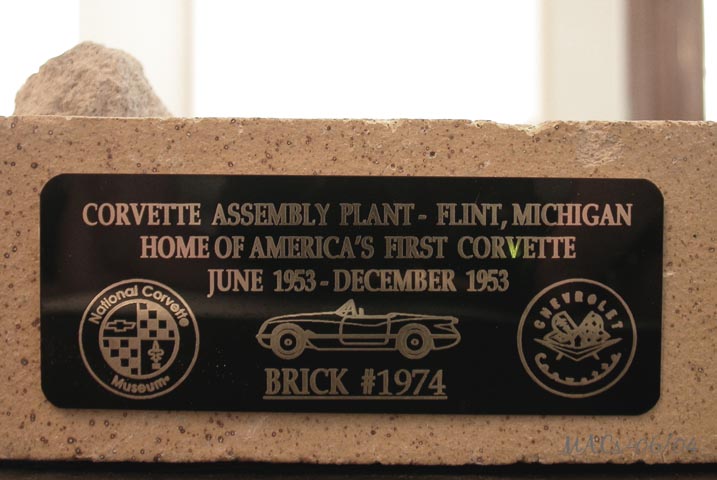 CORVETTE ASSEMBLY PLANT - FLINT, MICHIGAN
HOME OF AMERICA'S FIRST CORVETTE
JUNE 1953 - DECEMBER 1953
National Corvette
Museum
CHEVROLET
Corvette
BRICK #1974